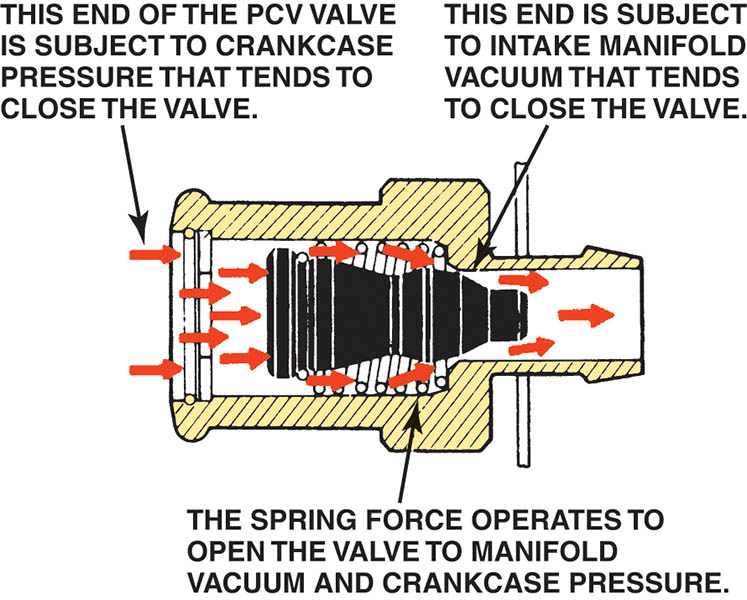 THIS END OF THE PCV VALVE
IS SUBJECT TO CRANKCASE
PRESSURE THAT TENDS TO
CLOSE THE VALVE.
THIS END IS SUBJECT
TO INTAKE MANIFOLD
VACUUM THAT TENDS
TO CLOSE THE VALVE.
THE SPRING FORCE OPERATES TO
OPEN THE VALVE TO MANIFOLD
VACUUM AND CRANKCASE PRESSURE.